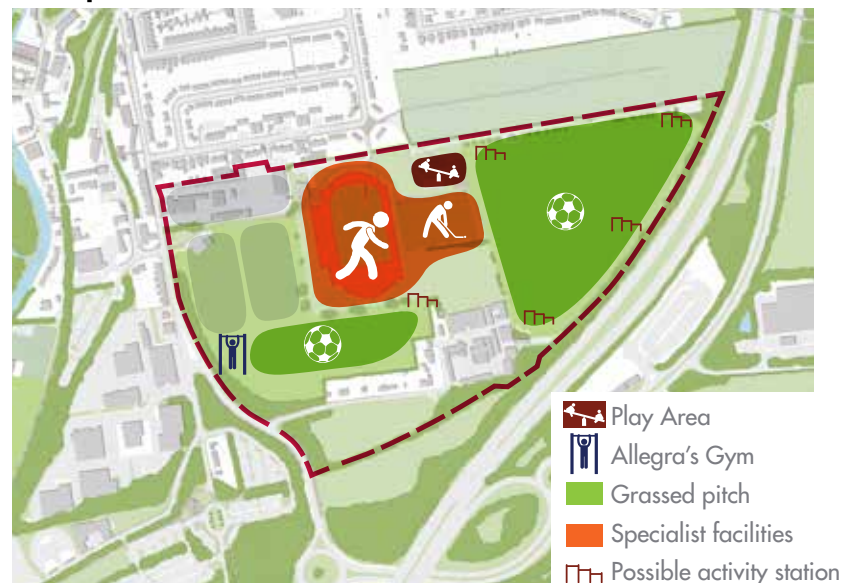 Play Area
Allegra's Gym
Grassed pitch
Specialist facilities
Possible activity station